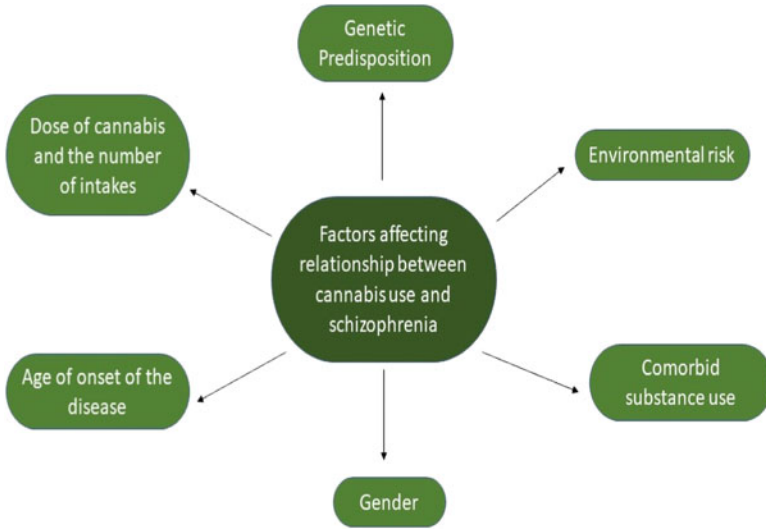 Genetic
Predisposition
Dose of cannabis
and the number
of intakes
Environmental risk
Factors affecting
relationship between
cannabis use and
schizophrenia
Age of onset of the
disease
Comorbid
substance use
Gender